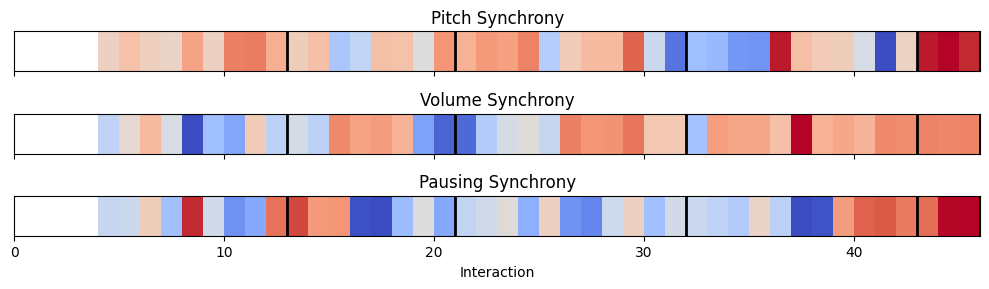 Pitch Synchrony
Volume Synchrony
Pausing Synchrony
0 10 20 30 40
Interaction